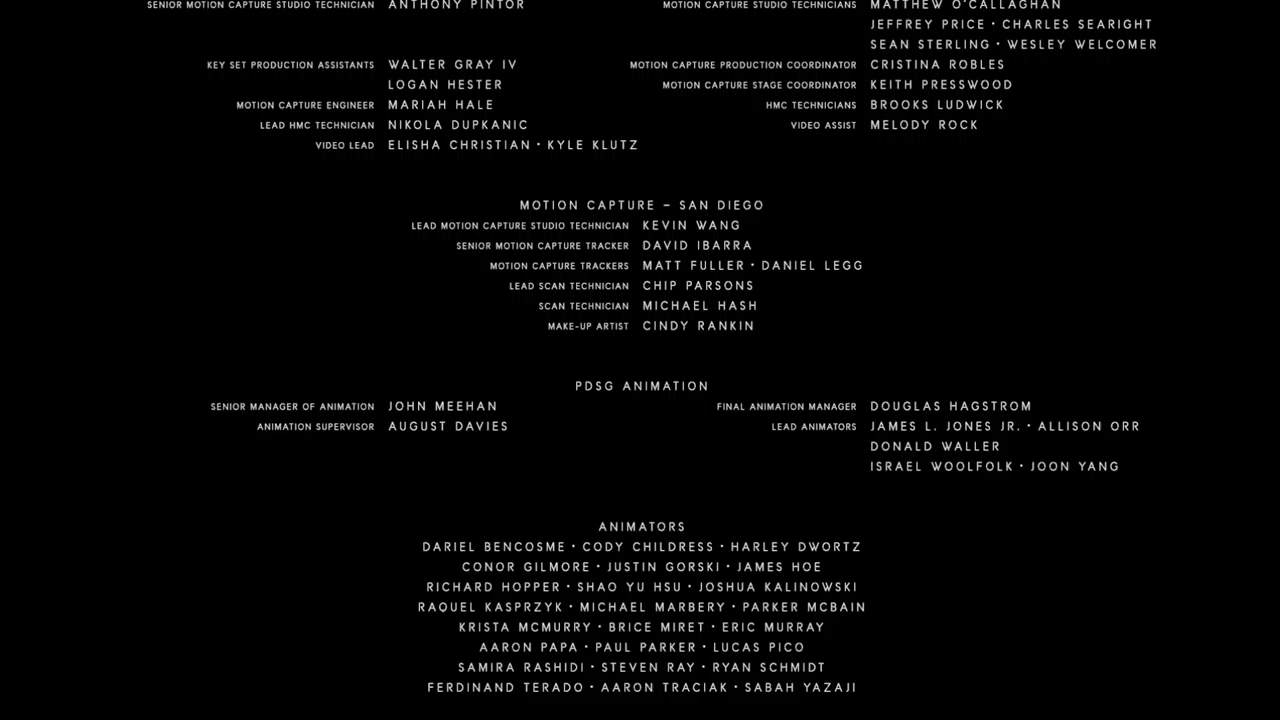 SENIOR MOTION CAPTURE STUDIO TECHNICIAN ANTHONY PINTOR
KEY SET PRODUCTION ASSISTANTS WALTER GRAY IV
LOGAN HESTER
MOTION CAPTURE ENGINEER MARIAH HALE
LEAD HMC TECHNICIAN NIKOLA DUPKANIC
VIDEO LEAD ELISHA CHRISTIAN • KYLE KLUTZ
MOTION CAPTURE STUDIO TECHNICIANS MATTHEW O'CALLAGHAN
JEFFREY PRICE • CHARLES SEARIGHT
SEAN STERLING • WESLEY WELCOMER
MOTION CAPTURE PRODUCTION COORDINATOR CRISTINA ROBLES
MOTION CAPTURE STAGE COORDINATOR KEITH PRESSWOOD
HMC TECHNICIANS BROOKS LUDWICK
VIDEO ASSIST MELODY ROCK
MOTION CAPTURE – SAN DIEGO
LEAD MOTION CAPTURE STUDIO TECHNICIAN KEVIN WANG
SENIOR MOTION CAPTURE TRACKER DAVID IBARRA
MOTION CAPTURE TRACKERS MATT FULLER • DANIEL LEGG
LEAD SCAN TECHNICIAN CHIP PARSONS
SCAN TECHNICIAN MICHAEL HASH
MAKE-UP ARTIST CINDY RANKIN
PDSG ANIMATION
SENIOR MANAGER OF ANIMATION JOHN MEEHAN
ANIMATION SUPERVISOR AUGUST DAVIES
FINAL ANIMATION MANAGER DOUGLAS HAGSTROM
LEAD ANIMATORS JAMES L. JONES JR. • ALLISON ORR
DONALD WALLER
ISRAEL WOOLFOLK • JOON YANG
ANIMATORS
DARIEL BENCOSME • CODY CHILDRESS • HARLEY DWORTZ
CONOR GILMORE • JUSTIN GORSKI • JAMES HOE
RICHARD HOPPER • SHAO YU HSU • JOSHUA KALINOWSKI
RAQUEL KASPRZYK • MICHAEL MARBERY • PARKER MCBAIN
KRISTA MCMURRY • BRICE MIRET • ERIC MURRAY
AARON PAPA • PAUL PARKER • LUCAS PICO
SAMIRA RASHIDI • STEVEN RAY • RYAN SCHMIDT
FERDINAND TERADO • AARON TRACIAK • SABAH YAZAJI